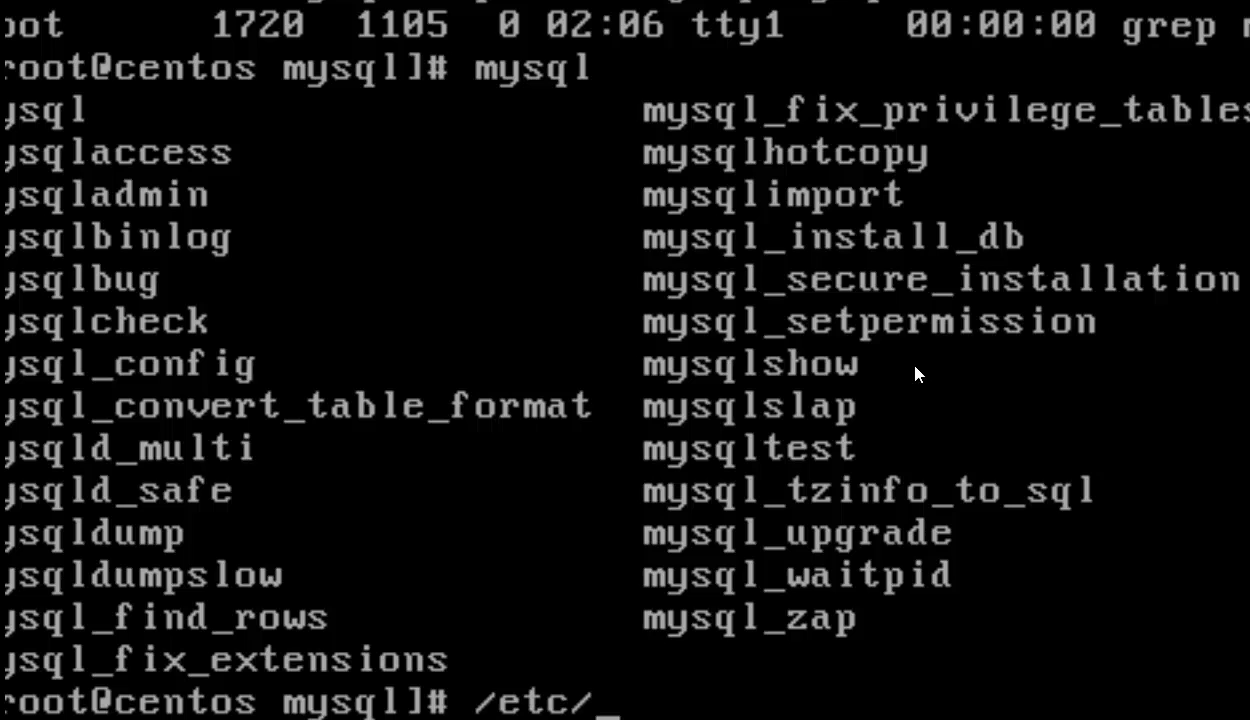 oot 1720 1105 0 02:06 tty1 00:00:00 grep
root@centos mysql]# mysql
ysql mysql_fix_privilege_tables
ysqlaccess mysqlhotcopy
ysqladmin mysqlimport
ysqlbinlog mysql_install_db
ysqlbug mysql_secure_installation
ysqlcheck mysql_setpermission
ysql_config mysqlshow
ysql_convert_table_format mysqlslap
ysqld_multi mysqltest
ysqld_safe mysql_tzinfo_to_sql
ysqldump mysql_upgrade
ysqldumpslow mysql_waitpid
ysql_find_rows mysql_zap
ysql_fix_extensions
root@centos mysql]# /etc/_